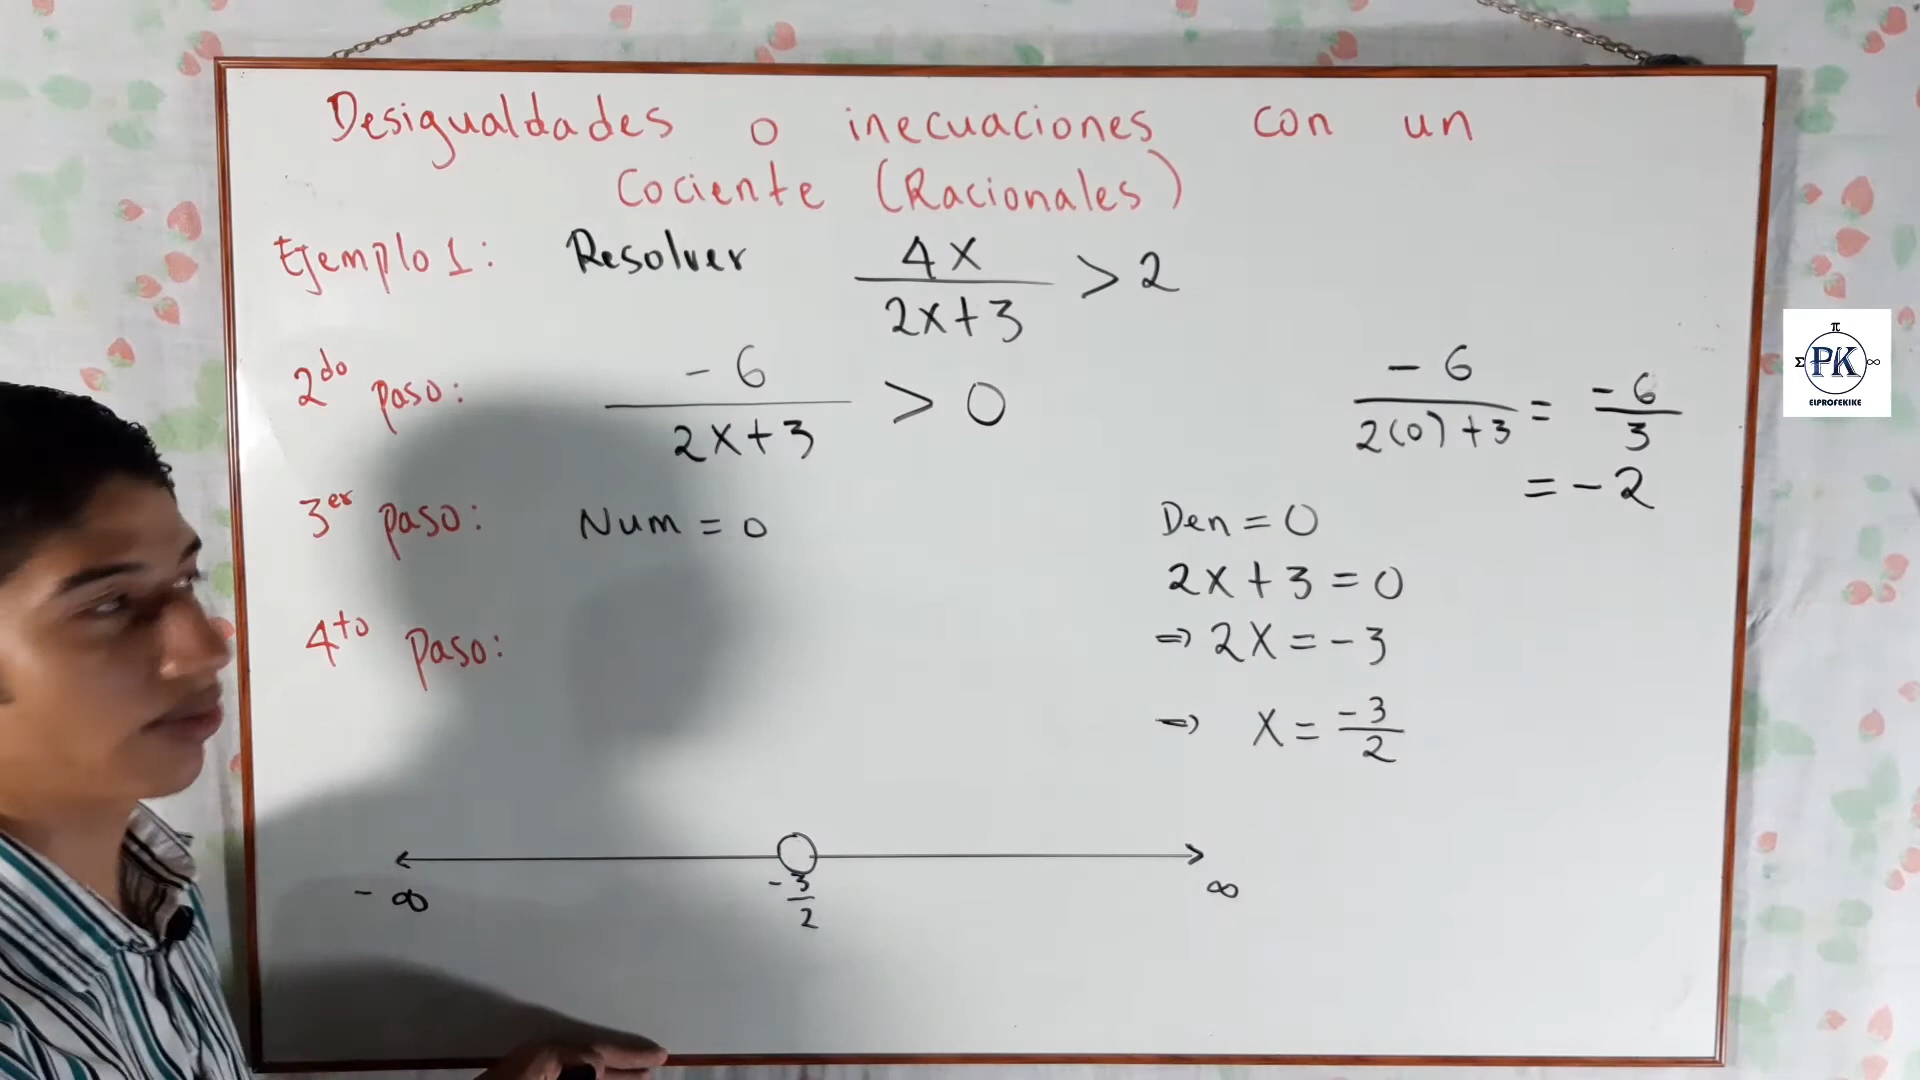 Desigualdades o inecuaciones con un
Cociente (Racionales)
Ejemplo 1: Resolver 4x / 2x+3 > 2
2do paso: -6 / 2x+3 > 0
-6 / 2(0)+3 = -6 / 3
= -2
3er paso: Num = 0
Den = 0
2x+3=0
⇒ 2x = -3
⇒ x = -3 / 2
4to paso:
-∞ -3/2 ∞
π
Σ PK ∞
ELPROFEKIKE